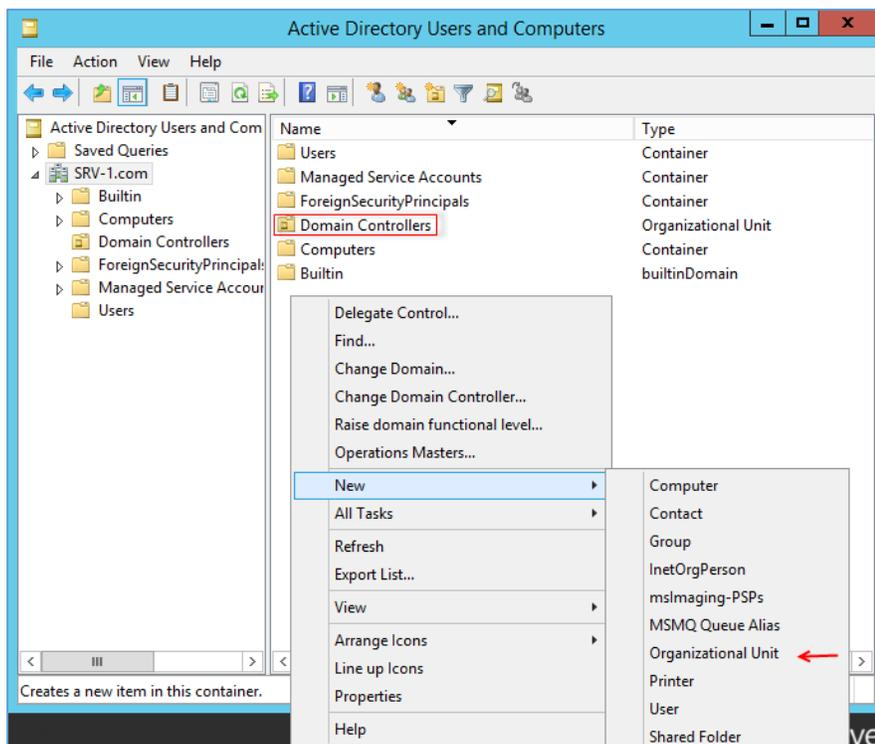 Active Directory Users and Computers
File Action View Help
Active Directory Users and Com
Saved Queries
SRV-1.com
Builtin
Computers
Domain Controllers
ForeignSecurityPrincipal
Managed Service Accour
Users
Name Type
Users Container
Managed Service Accounts Container
ForeignSecurityPrincipals Container
Domain Controllers Organizational Unit
Computers Container
Builtin builtinDomain
Delegate Control...
Find...
Change Domain...
Change Domain Controller...
Raise domain functional level...
Operations Masters...
New
All Tasks
Refresh
Export List...
View
Arrange Icons
Line up Icons
Properties
Help
Computer
Contact
Group
InetOrgPerson
msImaging-PSPs
MSMQ Queue Alias
Organizational Unit
Printer
User
Shared Folder
Creates a new item in this container.